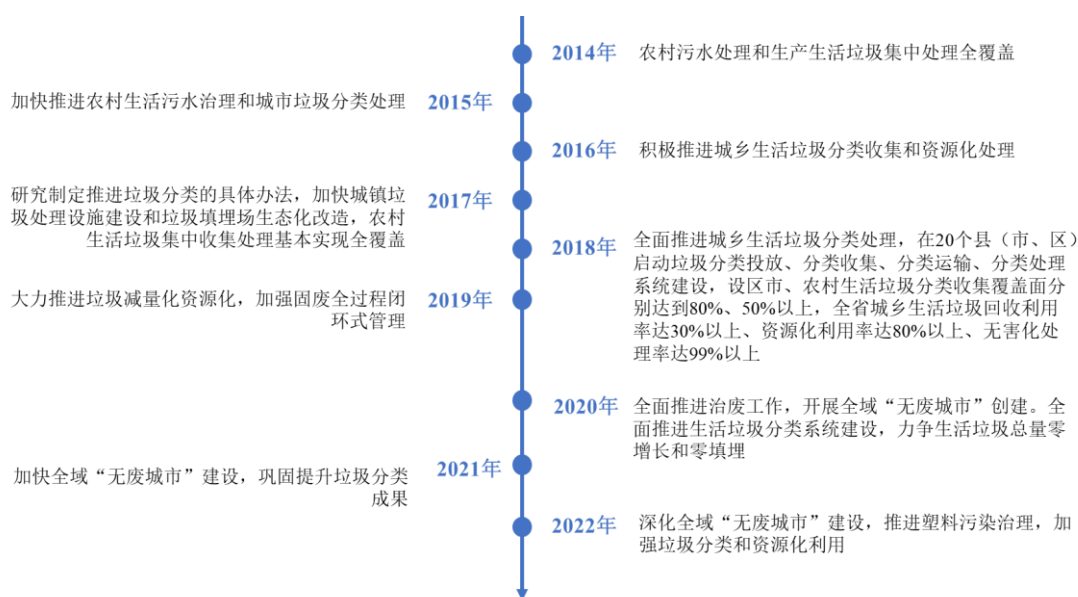 2014年
农村污水处理和生产生活垃圾集中处理全覆盖
加快推进农村生活污水治理和城市垃圾分类处理
2015年
2016年
积极推进城乡生活垃圾分类收集和资源化处理
研究制定推进垃圾分类的具体办法，加快城镇垃
圾处理设施建设和垃圾填埋场生态化改造，农村
生活垃圾集中收集处理基本实现全覆盖
2017年
2018年
全面推进城乡生活垃圾分类处理，在20个县（市、区）
启动垃圾分类投放、分类收集、分类运输、分类处理
系统建设，设区市、农村生活垃圾分类收集覆盖面分
别达到80%、50%以上，全省城乡生活垃圾回收利用
率达30%以上、资源化利用率达80%以上、无害化处
理率达99%以上
大力推进垃圾减量化资源化，加强固废全过程闭
环式管理
2019年
2020年
全面推进治废工作，开展全域“无废城市”创建。全
面推进生活垃圾分类系统建设，力争生活垃圾总量零
增长和零填埋
加快全域“无废城市”建设，巩固提升垃圾分类
成果
2021年
2022年
深化全域“无废城市”建设，推进塑料污染治理，加
强垃圾分类和资源化利用